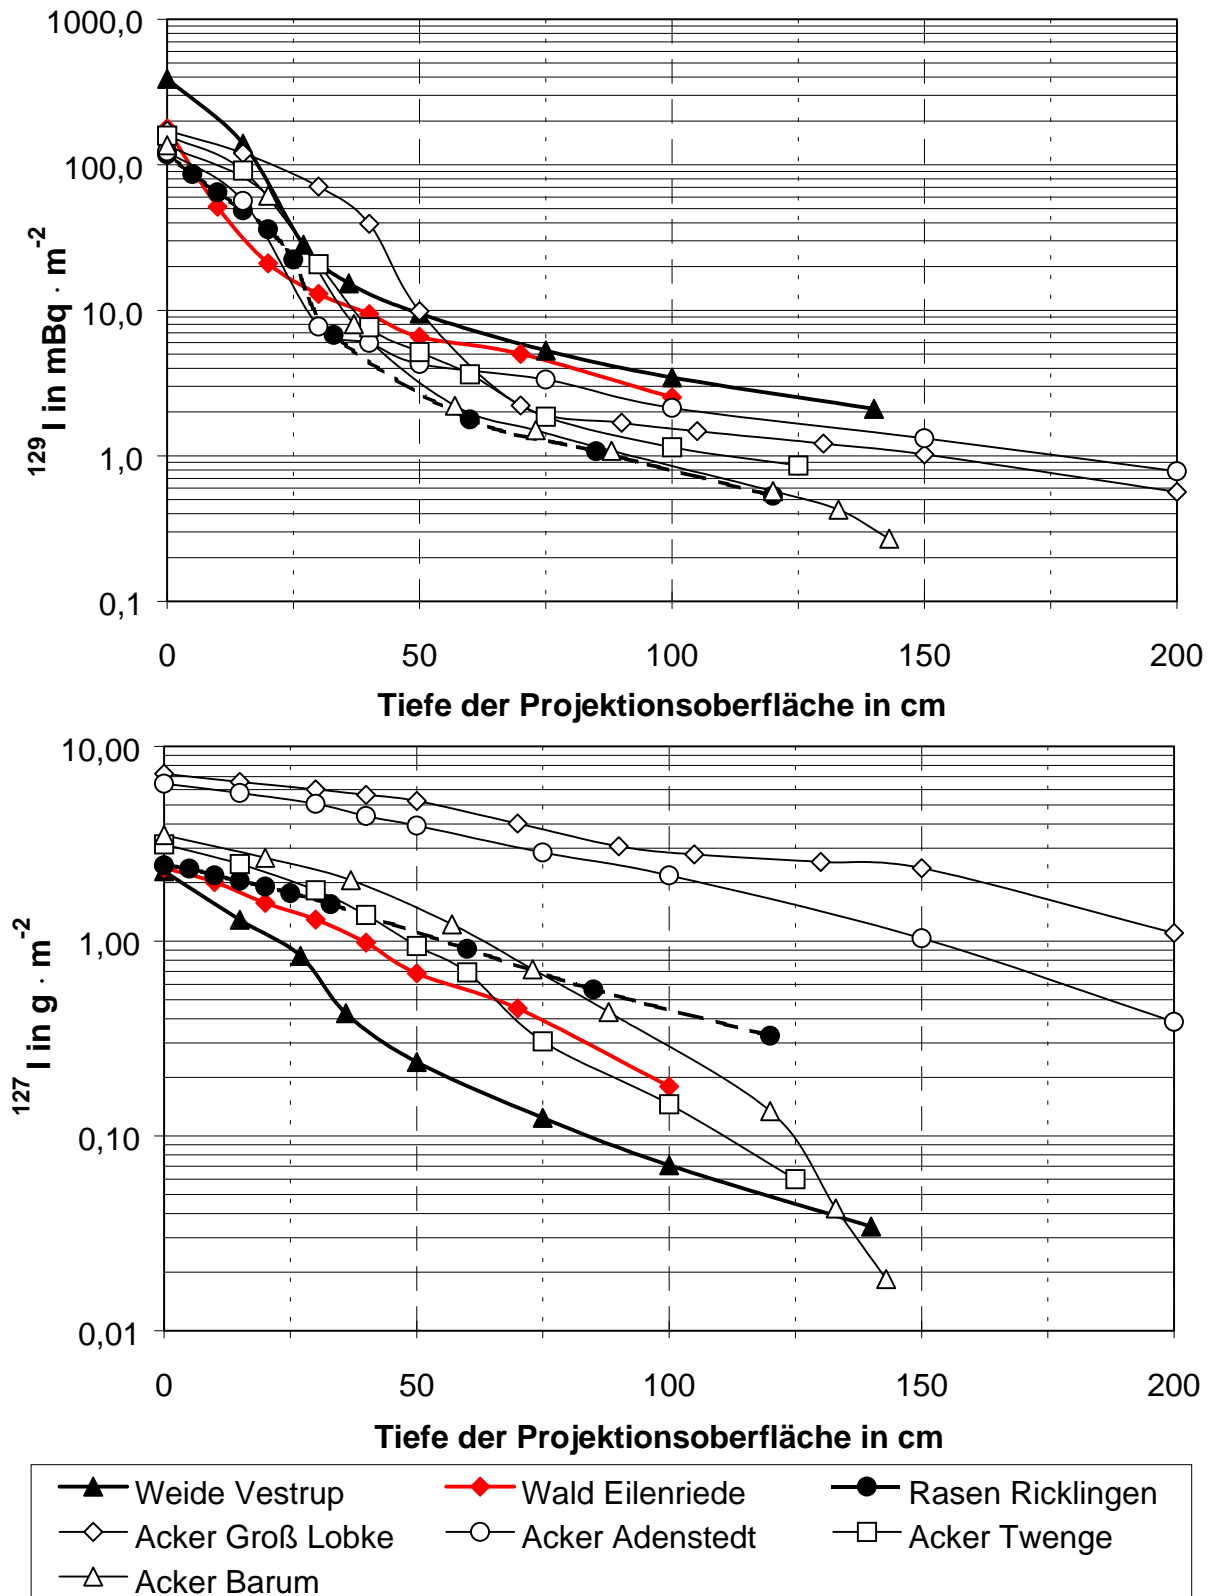 1000,0
100,0
10,0
1,0
0,1
129 I in mBq · m-2
0 50 100 150 200
Tiefe der Projektionsoberfläche in cm
10,00
1,00
0,10
0,01
127 I in g · m-2
0 50 100 150 200
Tiefe der Projektionsoberfläche in cm
Weide Vestrup Wald Eilenriede Rasen Ricklingen
Acker Groß Lobke Acker Adenstedt Acker Twenge
Acker Barum